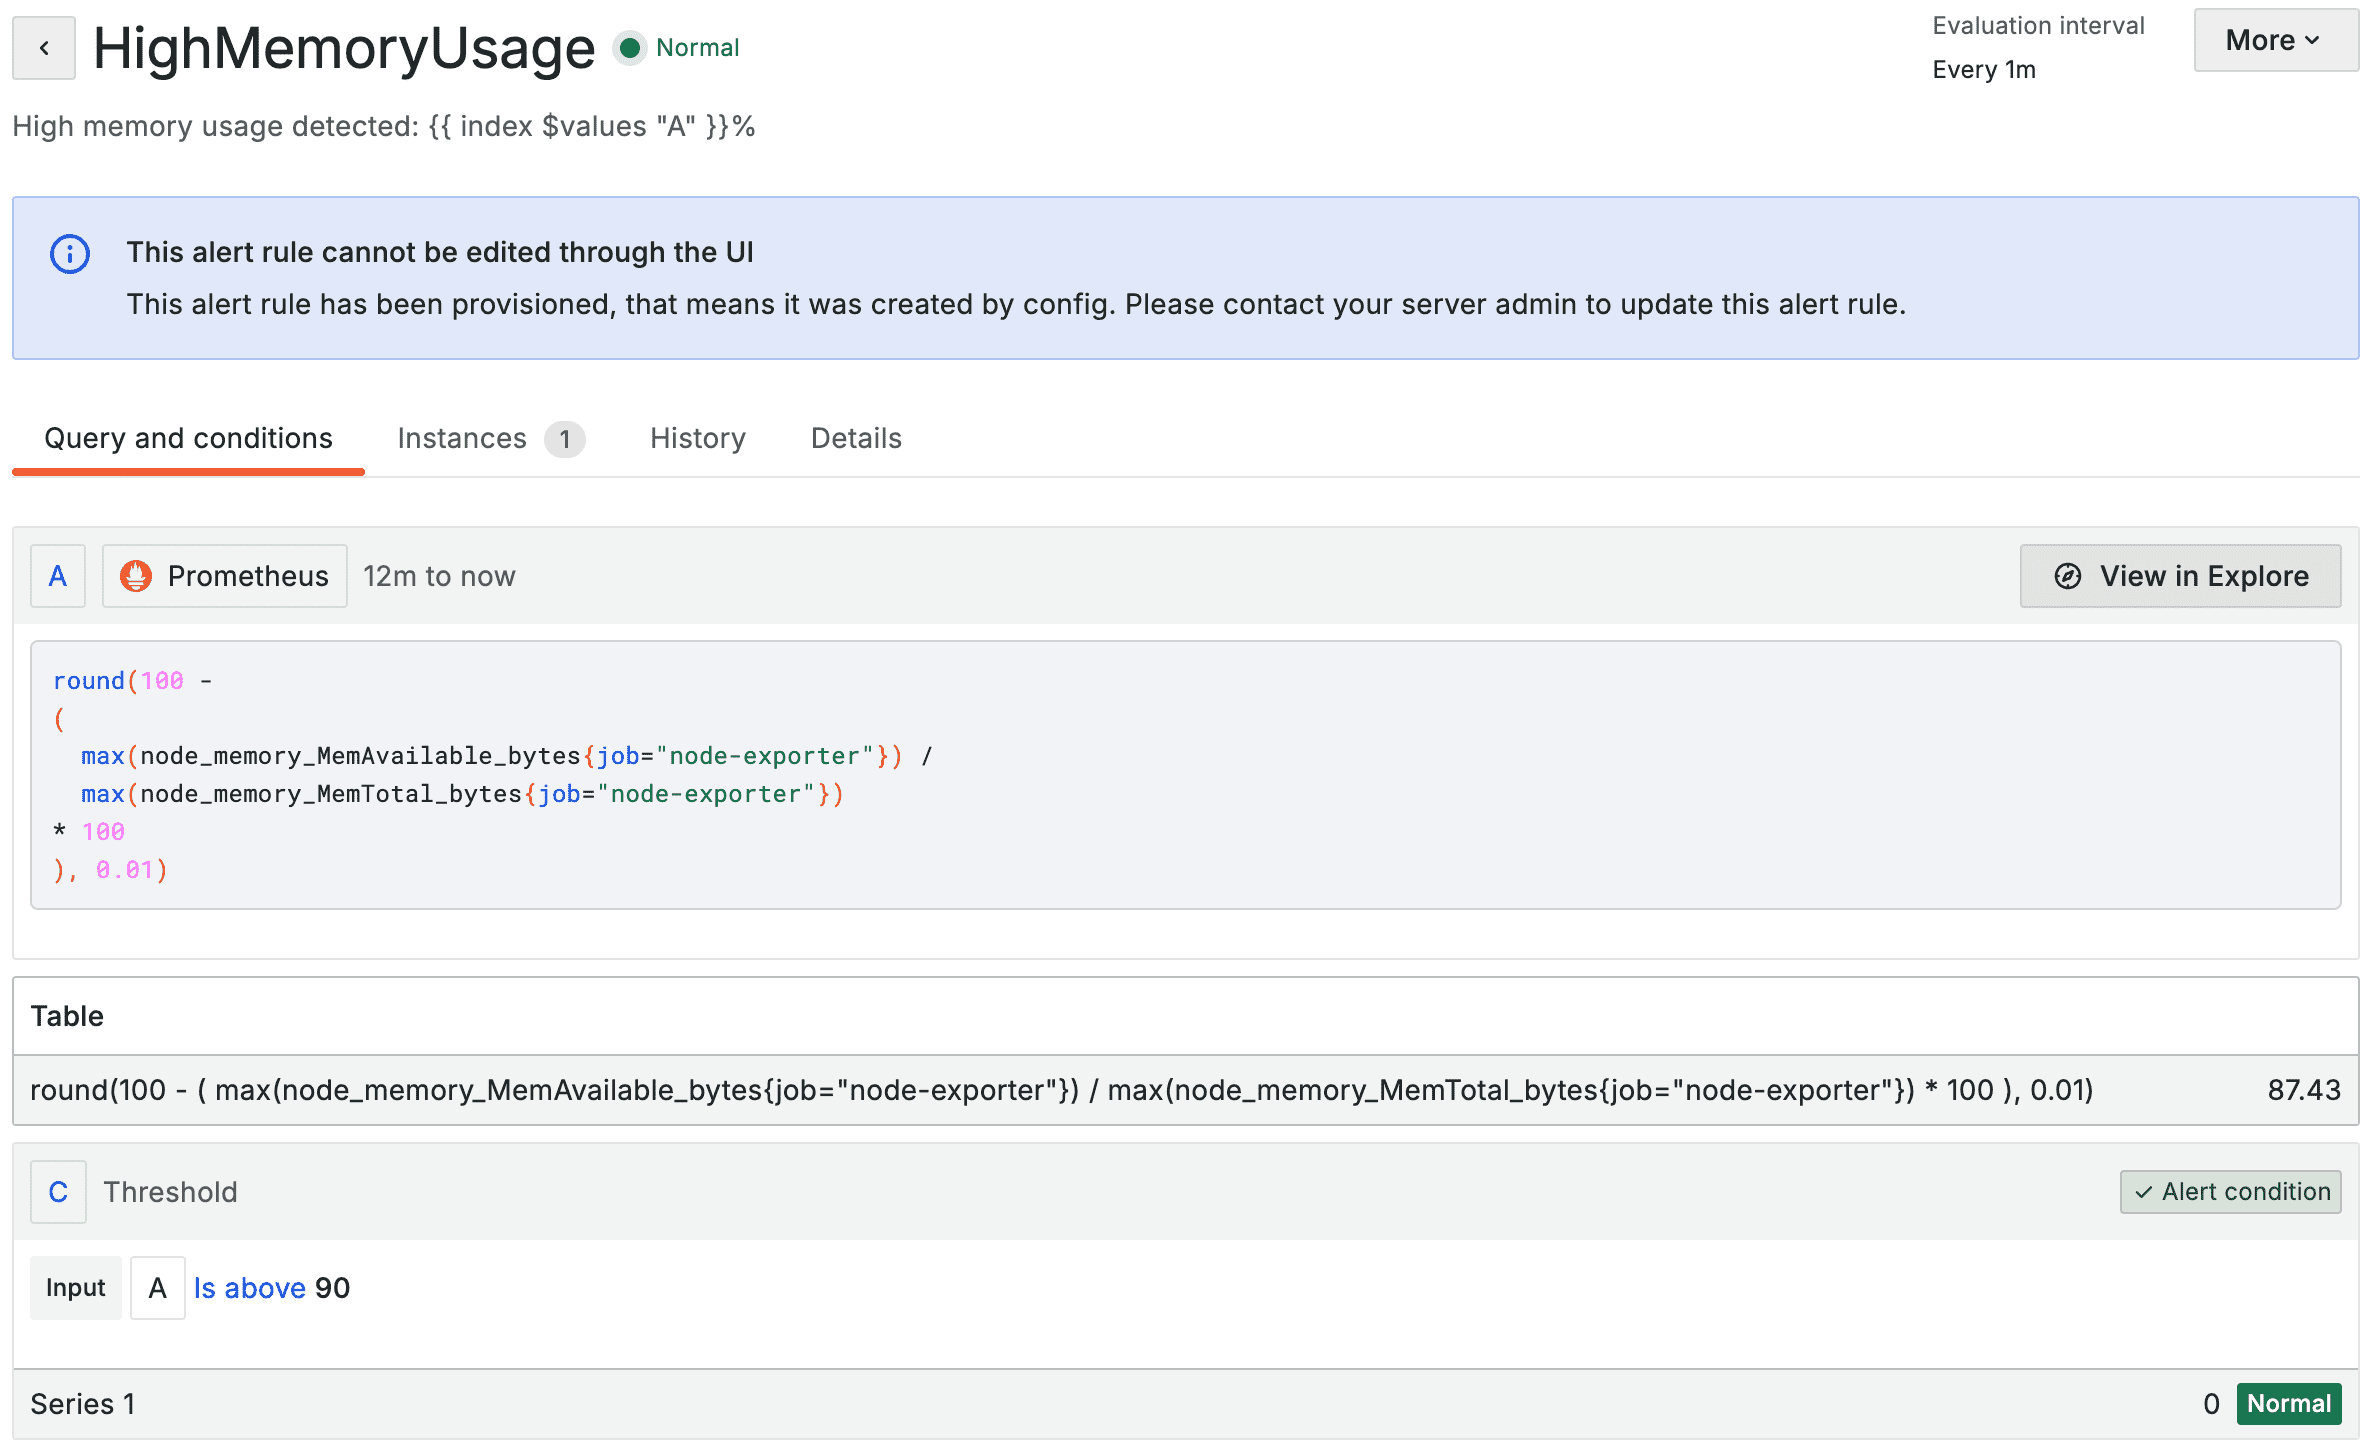 HighMemoryUsage Normal
Evaluation interval
Every 1m
More
High memory usage detected: {{ index $values "A" }}%
This alert rule cannot be edited through the UI
This alert rule has been provisioned, that means it was created by config. Please contact your server admin to update this alert rule.
Query and conditions Instances 1 History Details
A Prometheus 12m to now View in Explore
round(100 -
(
  max(node_memory_MemAvailable_bytes{job="node-exporter"}) /
  max(node_memory_MemTotal_bytes{job="node-exporter"})
* 100
), 0.01)
Table
round(100 - ( max(node_memory_MemAvailable_bytes{job="node-exporter"}) / max(node_memory_MemTotal_bytes{job="node-exporter"}) * 100 ), 0.01) 87.43
C Threshold Alert condition
Input A Is above 90
Series 1 0 Normal